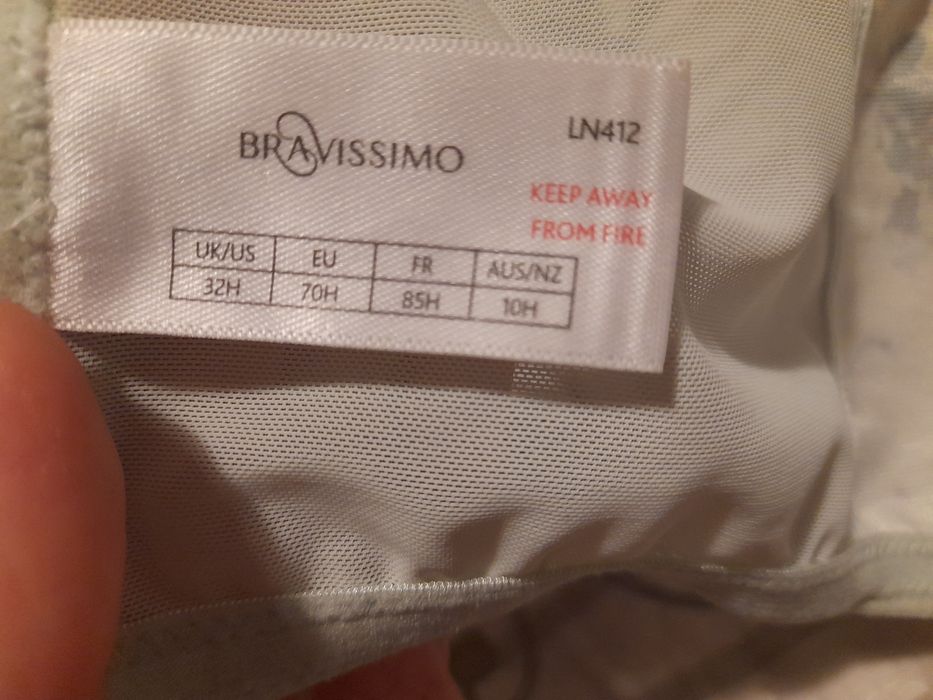 BRAVISSIMO
LN412
KEEP AWAY
FROM FIRE
UK/US EU FR AUS/NZ
32H 70H 85H 10H